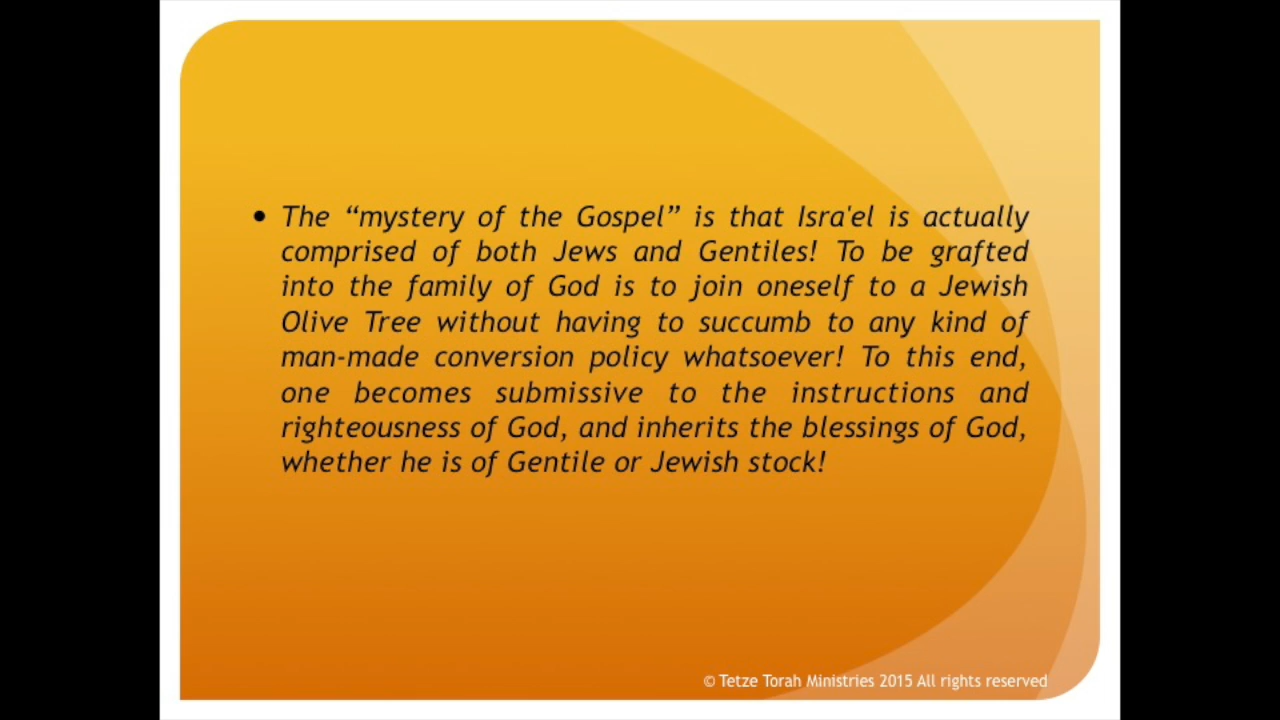 • The “mystery of the Gospel” is that Isra'el is actually
comprised of both Jews and Gentiles! To be grafted
into the family of God is to join oneself to a Jewish
Olive Tree without having to succumb to any kind of
man-made conversion policy whatsoever! To this end,
one becomes submissive to the instructions and
righteousness of God, and inherits the blessings of God,
whether he is of Gentile or Jewish stock!
© Tetze Torah Ministries 2015 All rights reserved